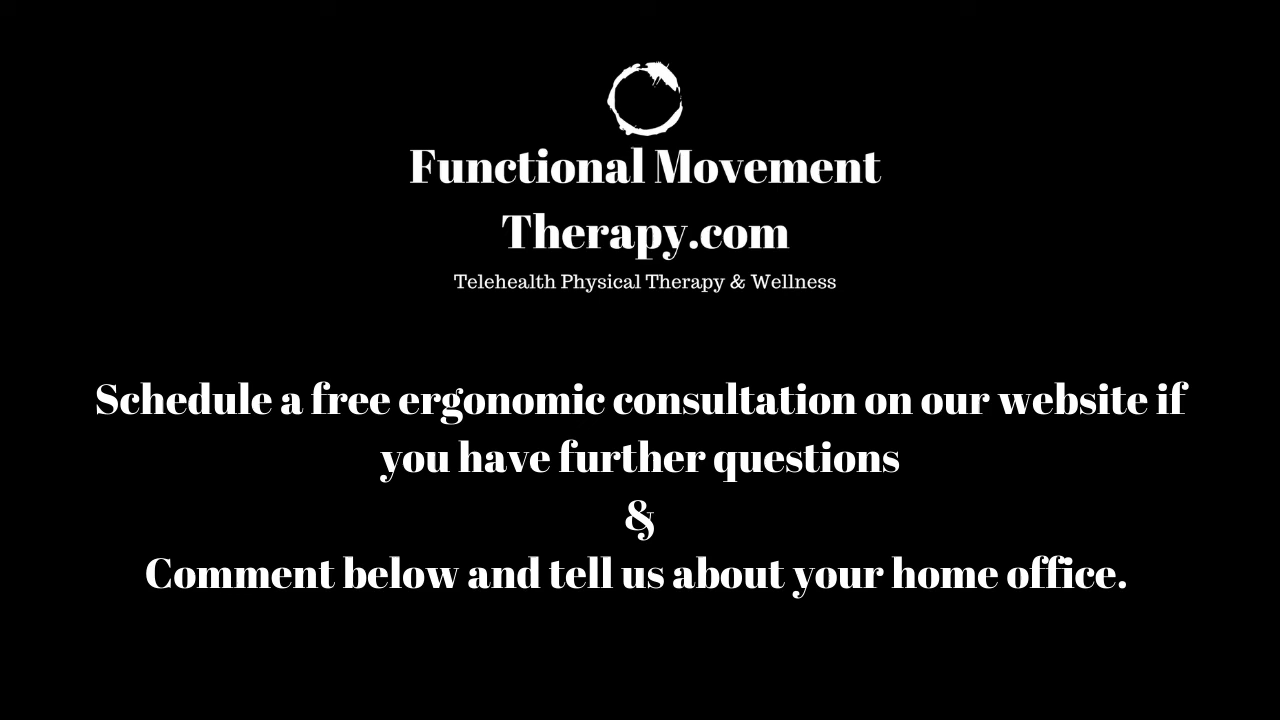 Functional Movement
Therapy.com
Telehealth Physical Therapy & Wellness
Schedule a free ergonomic consultation on our website if
you have further questions
&
Comment below and tell us about your home office.